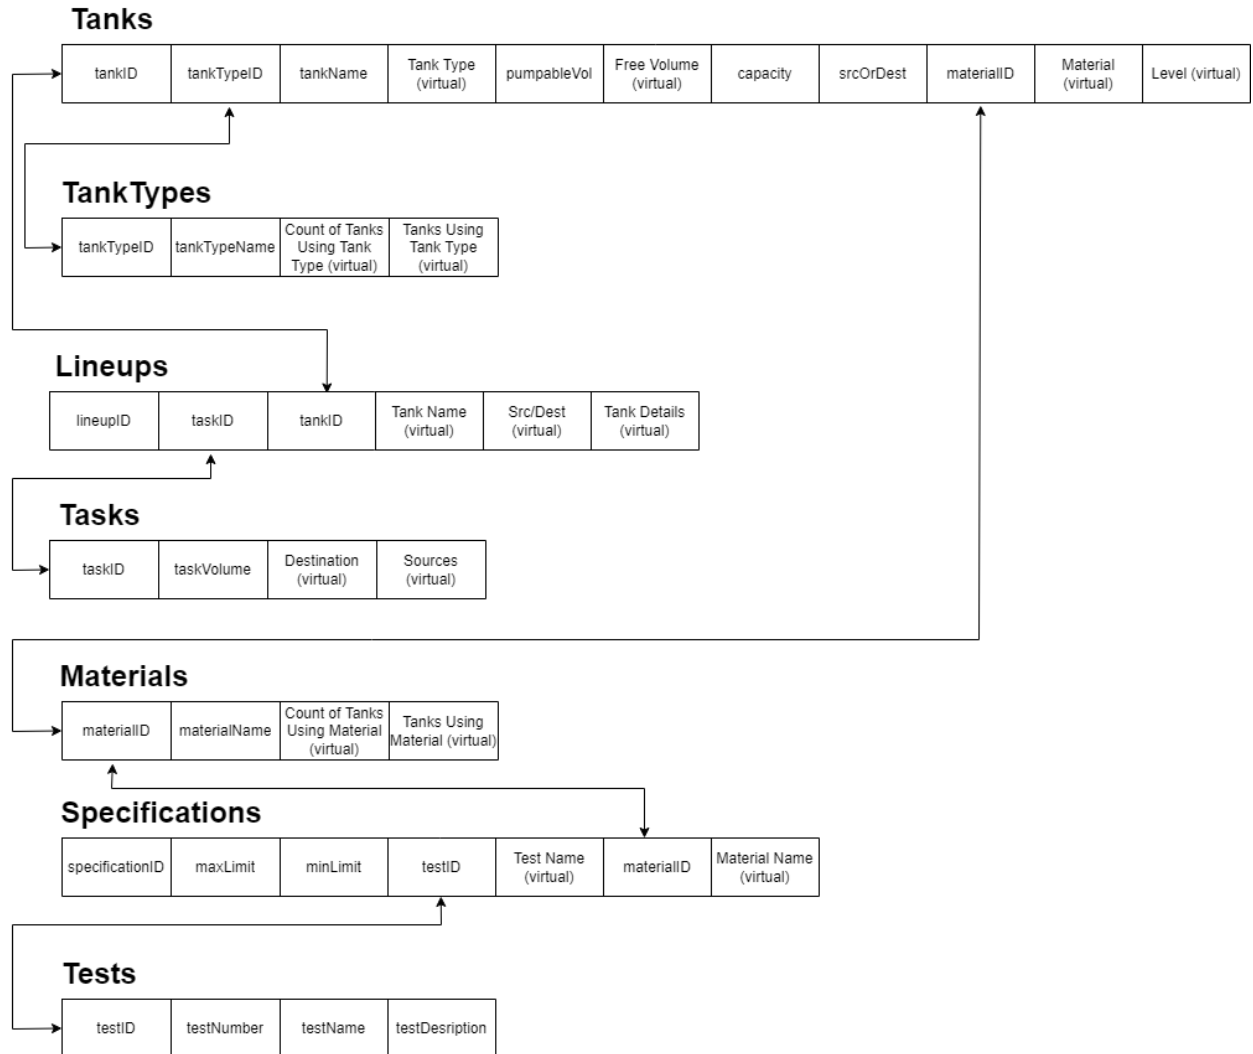 Tanks
tankID
tankTypeID
tankName
Tank Type
(virtual)
pumpableVol
Free Volume
(virtual)
capacity
srcOrDest
materialID
Material
(virtual)
Level (virtual)
TankTypes
tankTypeID
tankTypeName
Count of Tanks
Using Tank
Type (virtual)
Tanks Using
Tank Type
(virtual)
Lineups
lineupID
taskID
tankID
Tank Name
(virtual)
Src/Dest
(virtual)
Tank Details
(virtual)
Tasks
taskID
taskVolume
Destination
(virtual)
Sources
(virtual)
Materials
materialID
materialName
Count of Tanks
Using Material
(virtual)
Tanks Using
Material (virtual)
Specifications
specificationID
maxLimit
minLimit
testID
Test Name
(virtual)
materialID
Material Name
(virtual)
Tests
testID
testNumber
testName
testDesription